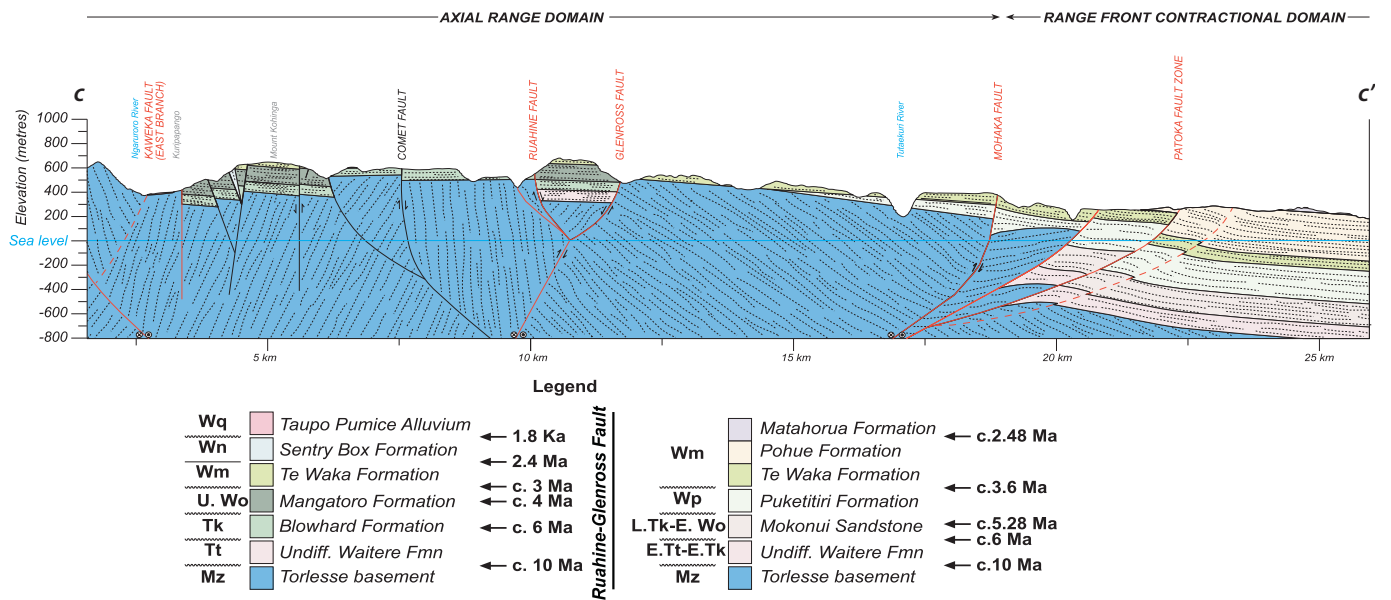 AXIAL RANGE DOMAIN
RANGE FRONT CONTRACTIONAL DOMAIN
C
C'
Elevation (metres)
1000
800
600
400
200
Sea level
-200
-400
-600
-800
Ngaruroro River
KAWEKA FAULT
(EAST BRANCH)
Kuripapango
Mount Kohinga
COMET FAULT
RUAHINE FAULT
GLENROSS FAULT
Tutaekuri River
MOHAKA FAULT
PATOKA FAULT ZONE
5 km
10 km
15 km
20 km
25 km
Legend
Wq
Taupo Pumice Alluvium
1.8 Ka
Wn
Sentry Box Formation
2.4 Ma
Wm
Te Waka Formation
c. 3 Ma
U. Wo
Mangatoro Formation
c. 4 Ma
Tk
Blowhard Formation
c. 6 Ma
Tt
Undiff. Waitere Fmn
c. 10 Ma
Mz
Torlesse basement
Ruahine-Glenross Fault
Matahorua Formation
c.2.48 Ma
Wm
Pohue Formation
Te Waka Formation
c.3.6 Ma
Wp
Puketitiri Formation
L.Tk-E. Wo
Mokonui Sandstone
c.5.28 Ma
c.6 Ma
E.Tt-E.Tk
Undiff. Waitere Fmn
c.10 Ma
Mz
Torlesse basement